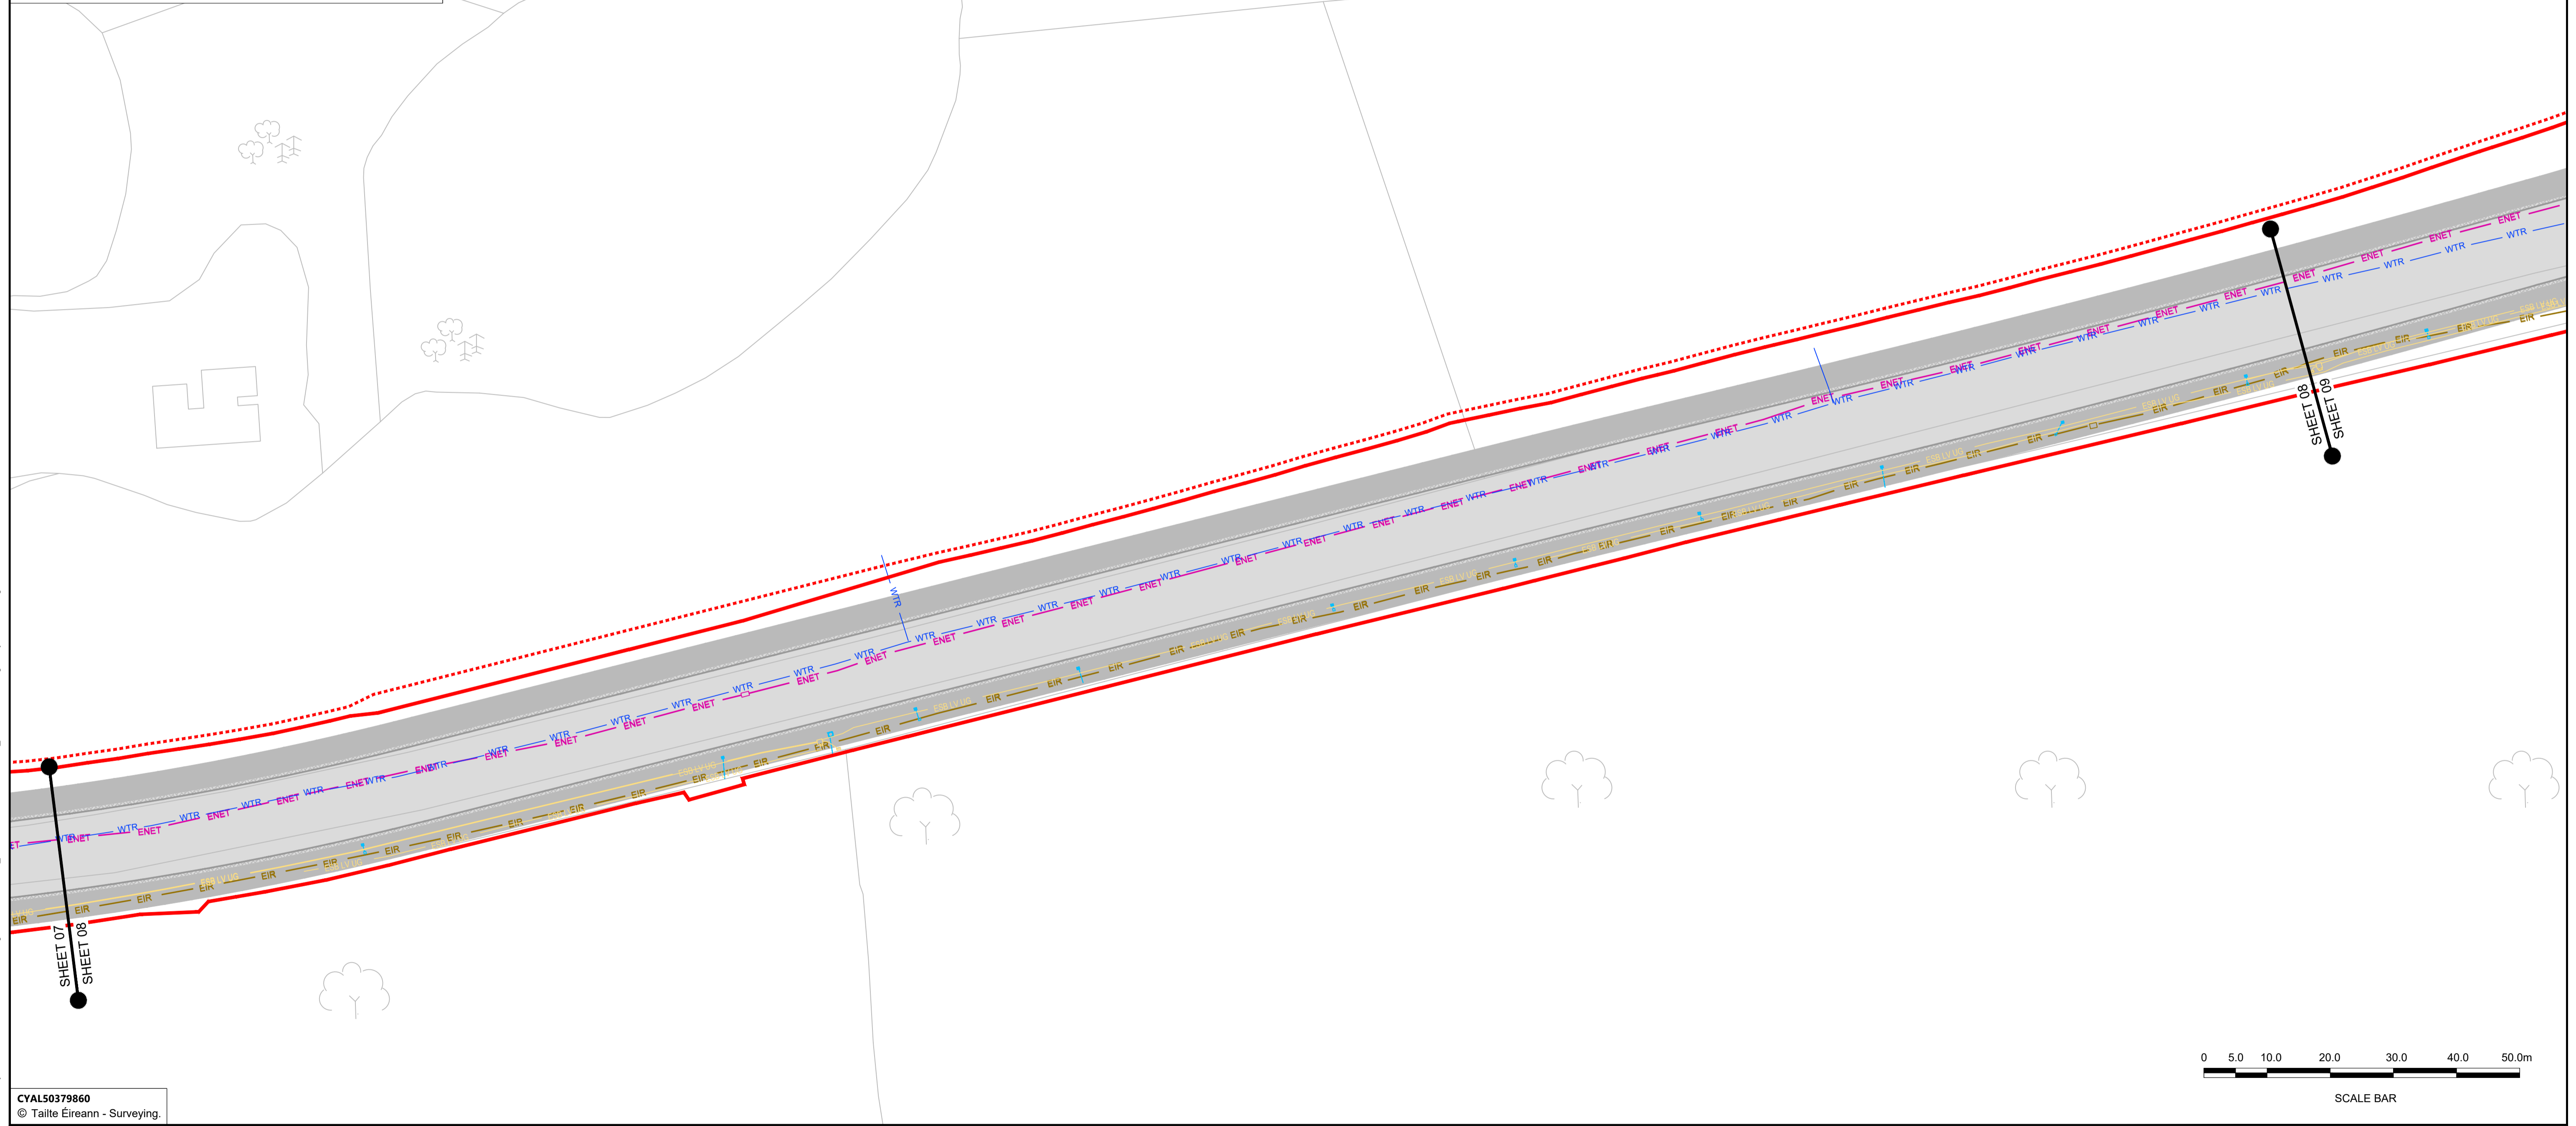 SHEET 07
SHEET 08
SHEET 08
SHEET 09
WTR
ENET
EIR
ESB LV UG
0 5.0 10.0 20.0 30.0 40.0 50.0m
SCALE BAR
CYAL50379860
© Tailte Éireann - Surveying.